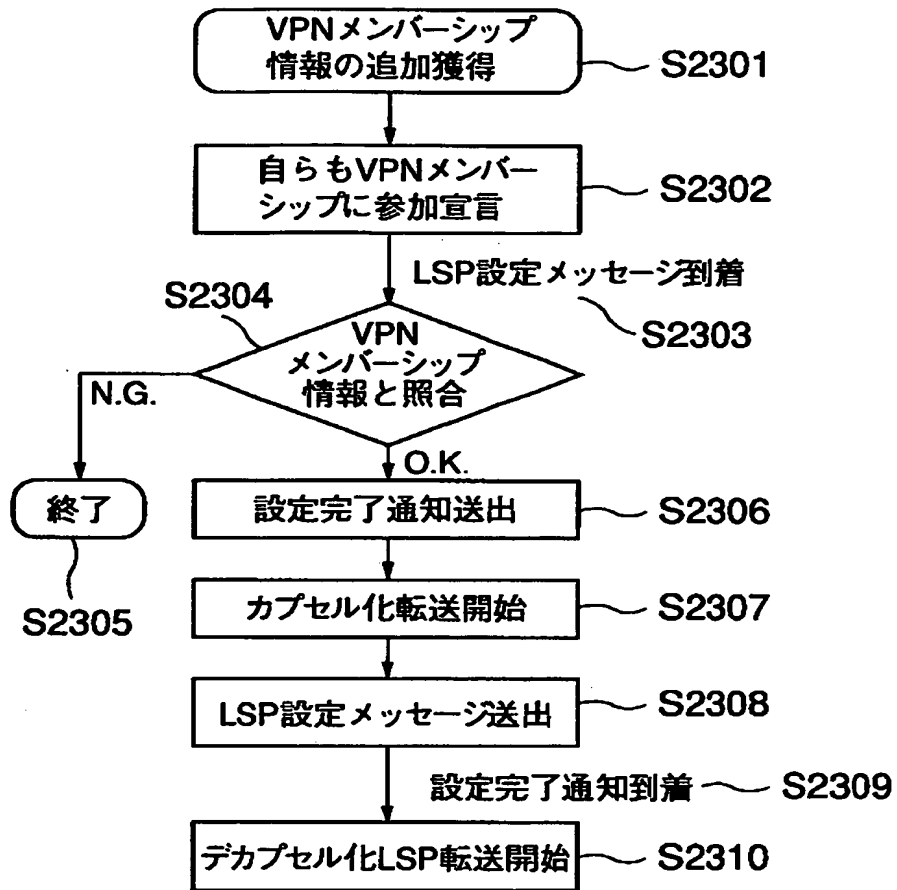 VPNメンバーシップ
情報の追加獲得
S2301
自らもVPNメンバー
シップに参加宣言
S2302
LSP設定メッセージ到着
S2303
S2304
VPN
メンバーシップ
情報と照合
N.G.
O.K.
終了
S2305
設定完了通知送出
S2306
カプセル化転送開始
S2307
LSP設定メッセージ送出
S2308
設定完了通知到着
S2309
デカプセル化LSP転送開始
S2310